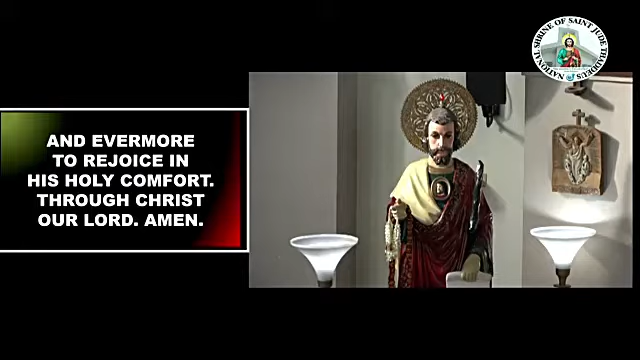 AND EVERMORE
TO REJOICE IN
HIS HOLY COMFORT.
THROUGH CHRIST
OUR LORD. AMEN.
NATIONAL SHRINE OF SAINT JUDE THADDEUS